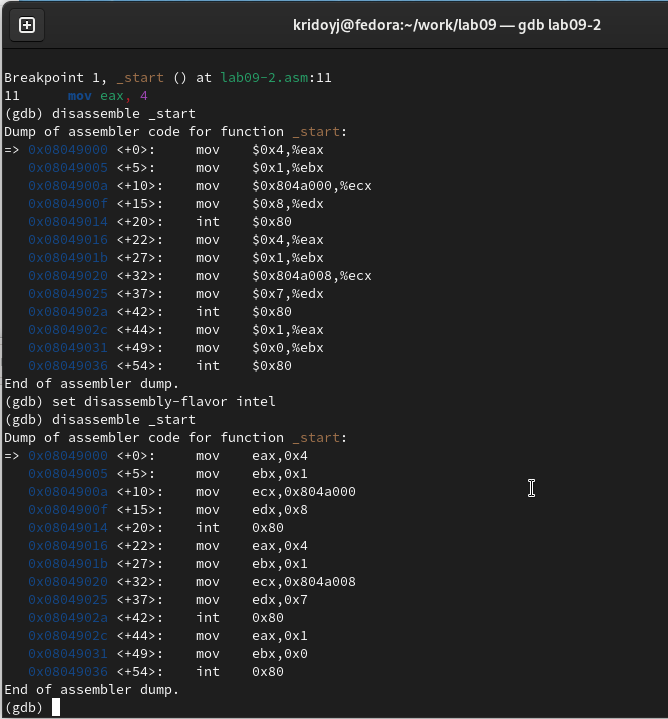 kridoyj@fedora:~/work/lab09 — gdb lab09-2
Breakpoint 1, _start () at lab09-2.asm:11
11      mov eax, 4
(gdb) disassemble _start
Dump of assembler code for function _start:
=> 0x08049000 <+0>:     mov    $0x4,%eax
   0x08049005 <+5>:     mov    $0x1,%ebx
   0x0804900a <+10>:    mov    $0x804a000,%ecx
   0x0804900f <+15>:    mov    $0x8,%edx
   0x08049014 <+20>:    int    $0x80
   0x08049016 <+22>:    mov    $0x4,%eax
   0x0804901b <+27>:    mov    $0x1,%ebx
   0x08049020 <+32>:    mov    $0x804a008,%ecx
   0x08049025 <+37>:    mov    $0x7,%edx
   0x0804902a <+42>:    int    $0x80
   0x0804902c <+44>:    mov    $0x1,%eax
   0x08049031 <+49>:    mov    $0x0,%ebx
   0x08049036 <+54>:    int    $0x80
End of assembler dump.
(gdb) set disassembly-flavor intel
(gdb) disassemble _start
Dump of assembler code for function _start:
=> 0x08049000 <+0>:     mov    eax,0x4
   0x08049005 <+5>:     mov    ebx,0x1
   0x0804900a <+10>:    mov    ecx,0x804a000
   0x0804900f <+15>:    mov    edx,0x8
   0x08049014 <+20>:    int    0x80
   0x08049016 <+22>:    mov    eax,0x4
   0x0804901b <+27>:    mov    ebx,0x1
   0x08049020 <+32>:    mov    ecx,0x804a008
   0x08049025 <+37>:    mov    edx,0x7
   0x0804902a <+42>:    int    0x80
   0x0804902c <+44>:    mov    eax,0x1
   0x08049031 <+49>:    mov    ebx,0x0
   0x08049036 <+54>:    int    0x80
End of assembler dump.
(gdb)